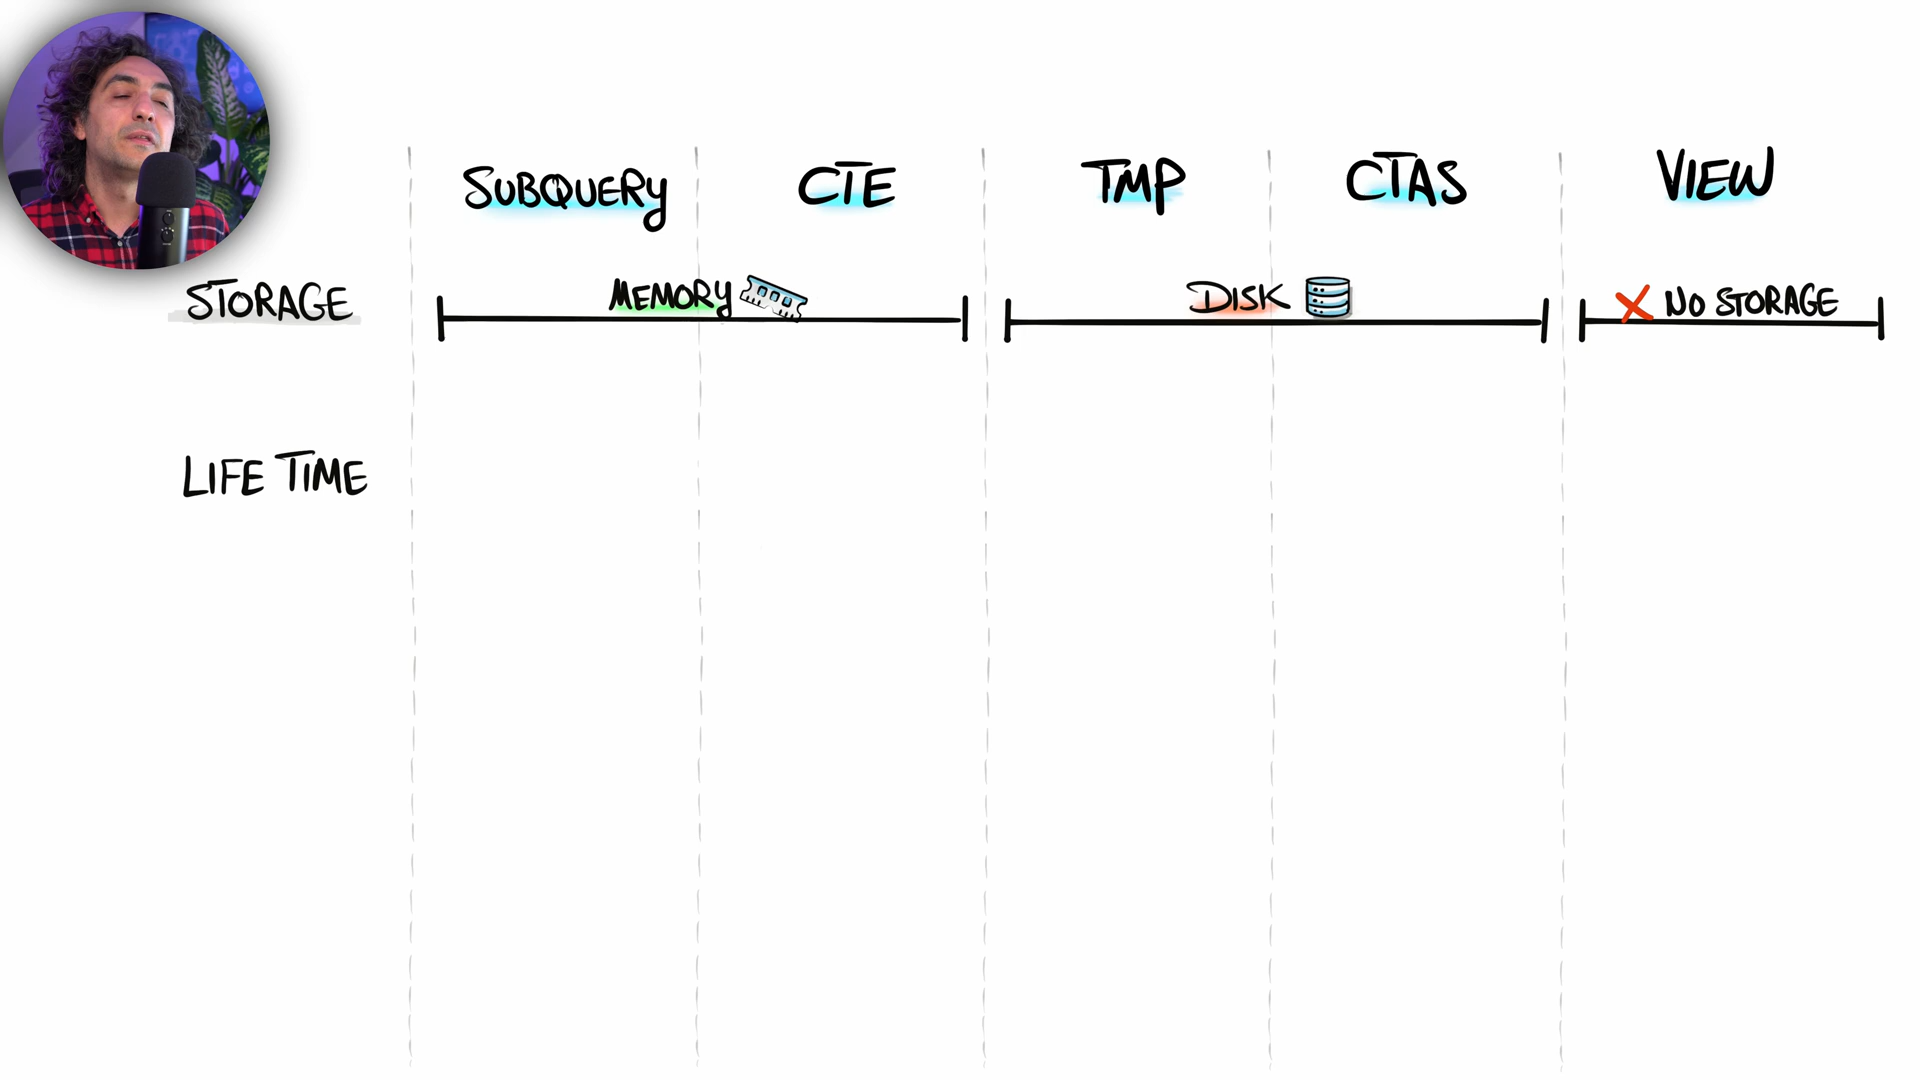 SUBQUERY CTE TMP CTAS VIEW
STORAGE MEMORY DISK NO STORAGE
LIFE TIME